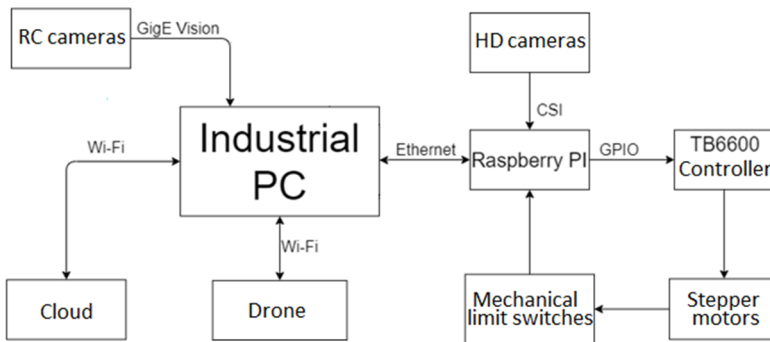 RC cameras
GigE Vision
HD cameras
CSI
Wi-Fi
Industrial
PC
Ethernet
Raspberry PI
GPIO
TB6600
Controller
Wi-Fi
Cloud
Drone
Mechanical
limit switches
Stepper
motors